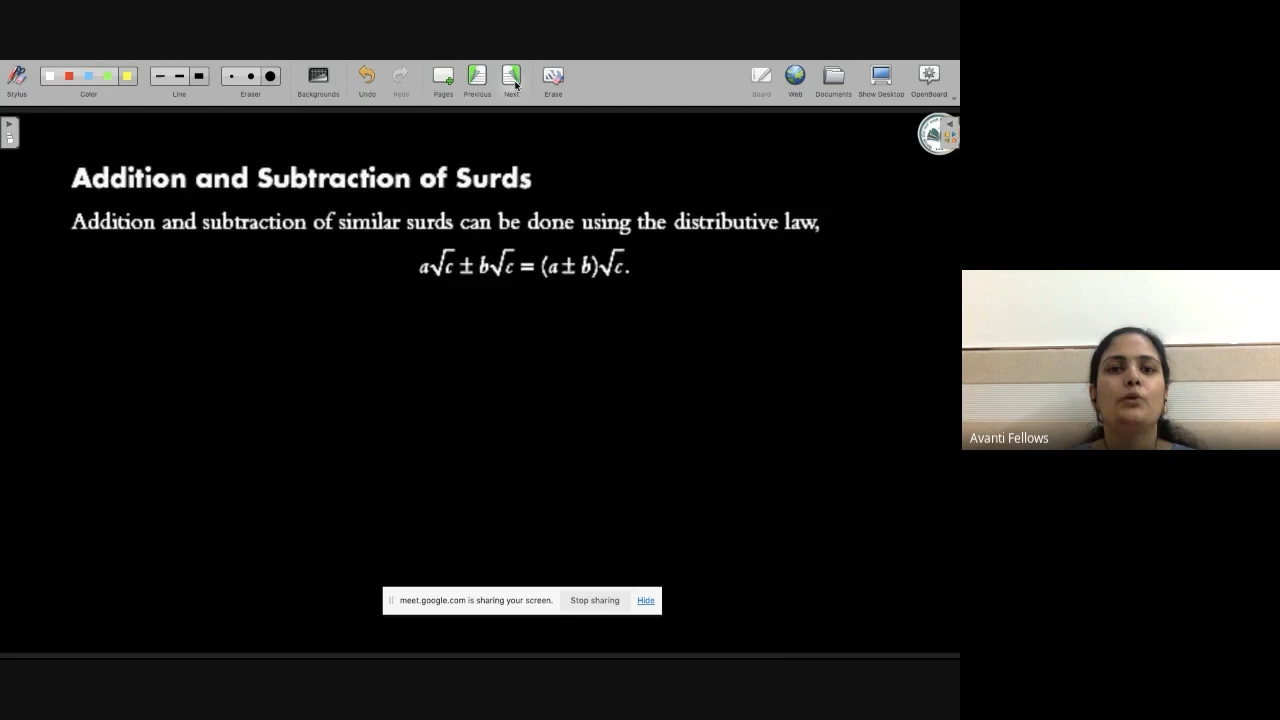 Stylus
Color
Line
Eraser
Backgrounds
Undo
Redo
Pages
Previous
Next
Erase
Board
Web
Documents
Show Desktop
OpenBoard
Addition and Subtraction of Surds
Addition and subtraction of similar surds can be done using the distributive law,
a√c ± b√c = (a ± b)√c.
Avanti Fellows
meet.google.com is sharing your screen.
Stop sharing
Hide